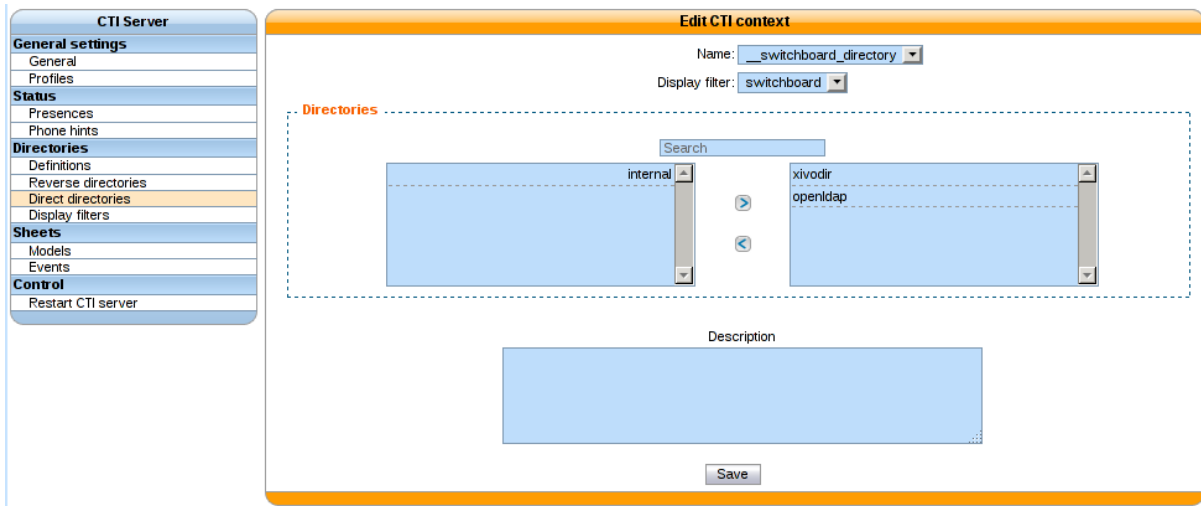 CTI Server
General settings
General
Profiles
Status
Presences
Phone hints
Directories
Definitions
Reverse directories
Direct directories
Display filters
Sheets
Models
Events
Control
Restart CTI server
Edit CTI context
Name: __switchboard_directory
Display filter: switchboard
Directories
Search
internal
xivodir
openldap
Description
Save